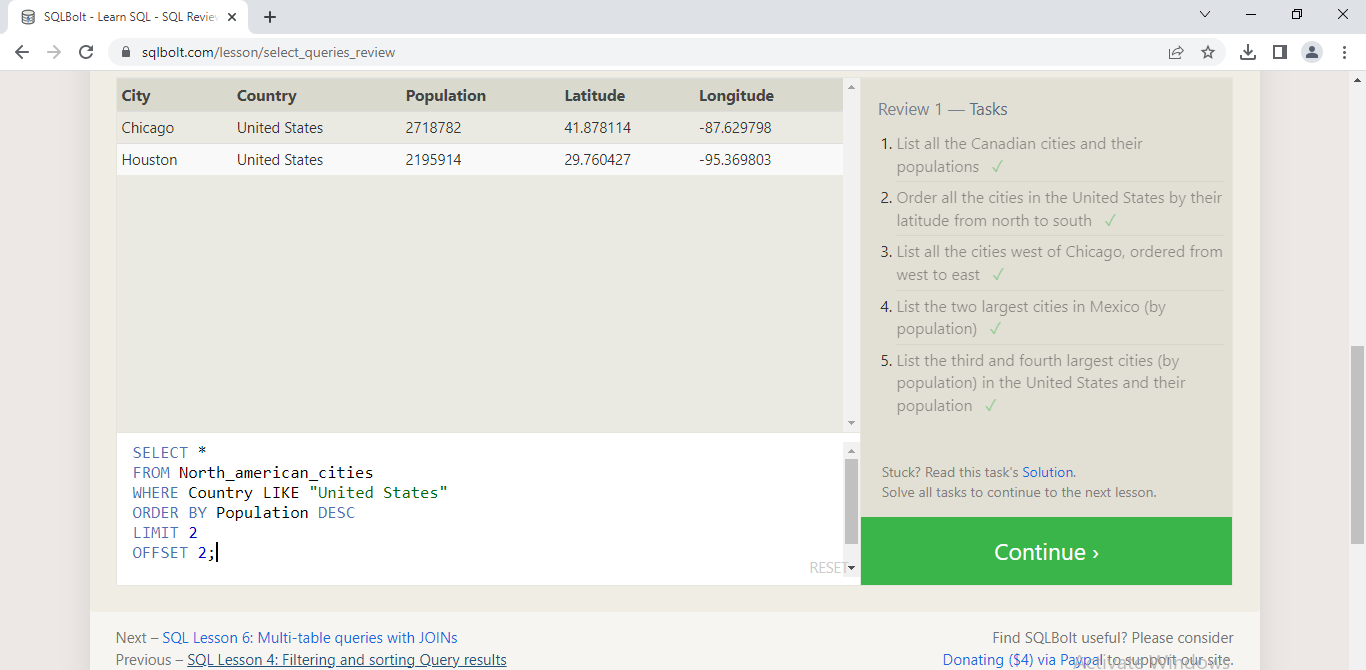 SQLBolt - Learn SQL - SQL Review
sqlbolt.com/lesson/select_queries_review
City Country Population Latitude Longitude
Chicago United States 2718782 41.878114 -87.629798
Houston United States 2195914 29.760427 -95.369803
Review 1 — Tasks
1. List all the Canadian cities and their
populations ✓
2. Order all the cities in the United States by their
latitude from north to south ✓
3. List all the cities west of Chicago, ordered from
west to east ✓
4. List the two largest cities in Mexico (by
population) ✓
5. List the third and fourth largest cities (by
population) in the United States and their
population ✓
Stuck? Read this task's Solution.
Solve all tasks to continue to the next lesson.
Continue ›
SELECT *
FROM North_american_cities
WHERE Country LIKE "United States"
ORDER BY Population DESC
LIMIT 2
OFFSET 2;
RESET
Next – SQL Lesson 6: Multi-table queries with JOINs
Previous – SQL Lesson 4: Filtering and sorting Query results
Find SQLBolt useful? Please consider
Donating ($4) via Paypal to support our site.
Activate Windows